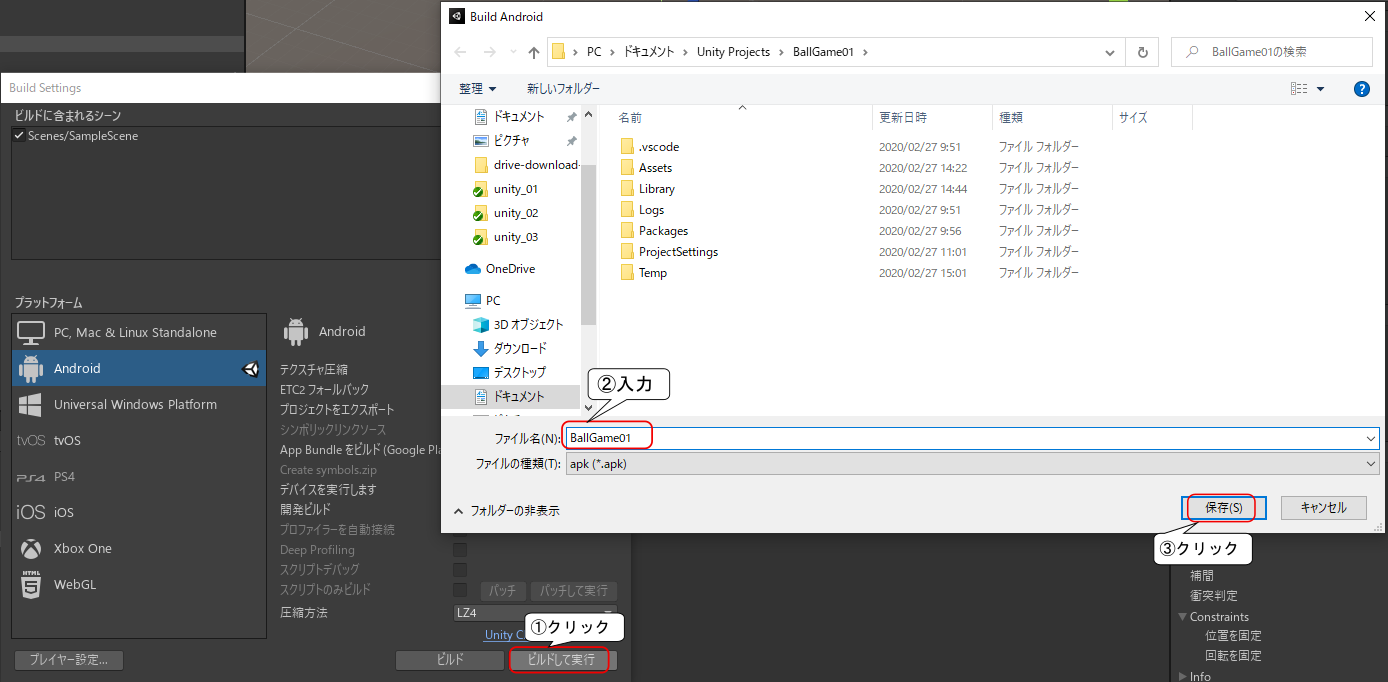 Build Android
PC > ドキュメント > Unity Projects > BallGame01 >
BallGame01の検索
整理
新しいフォルダー
ドキュメント
ピクチャ
drive-download-
unity_01
unity_02
unity_03
OneDrive
PC
3D オブジェクト
ダウンロード
デスクトップ
ドキュメント
名前 更新日時 種類 サイズ
.vscode 2020/02/27 9:51 ファイル フォルダー
Assets 2020/02/27 14:22 ファイル フォルダー
Library 2020/02/27 14:44 ファイル フォルダー
Logs 2020/02/27 9:51 ファイル フォルダー
Packages 2020/02/27 9:56 ファイル フォルダー
ProjectSettings 2020/02/27 11:01 ファイル フォルダー
Temp 2020/02/27 15:01 ファイル フォルダー
②入力
ファイル名(N): BallGame01
ファイルの種類(T): apk (*.apk)
フォルダーの非表示
保存(S)
キャンセル
③クリック
Build Settings
ビルドに含まれるシーン
Scenes/SampleScene
プラットフォーム
PC, Mac & Linux Standalone
Android
Universal Windows Platform
tvOS tvOS
PS4 PS4
iOS iOS
Xbox One
HTML
WebGL
Android
テクスチャ圧縮
ETC2 フォールバック
プロジェクトをエクスポート
シンボリックリンクソース
App Bundle をビルド (Google Pla
Create symbols.zip
デバイスを実行します
開発ビルド
プロファイラーを自動接続
Deep Profiling
スクリプトデバッグ
スクリプトのみビルド
パッチ
パッチして実行
圧縮方法
LZ4
Unity C
①クリック
プレイヤー設定...
ビルド
ビルドして実行
補間
衝突判定
Constraints
位置を固定
回転を固定
Info